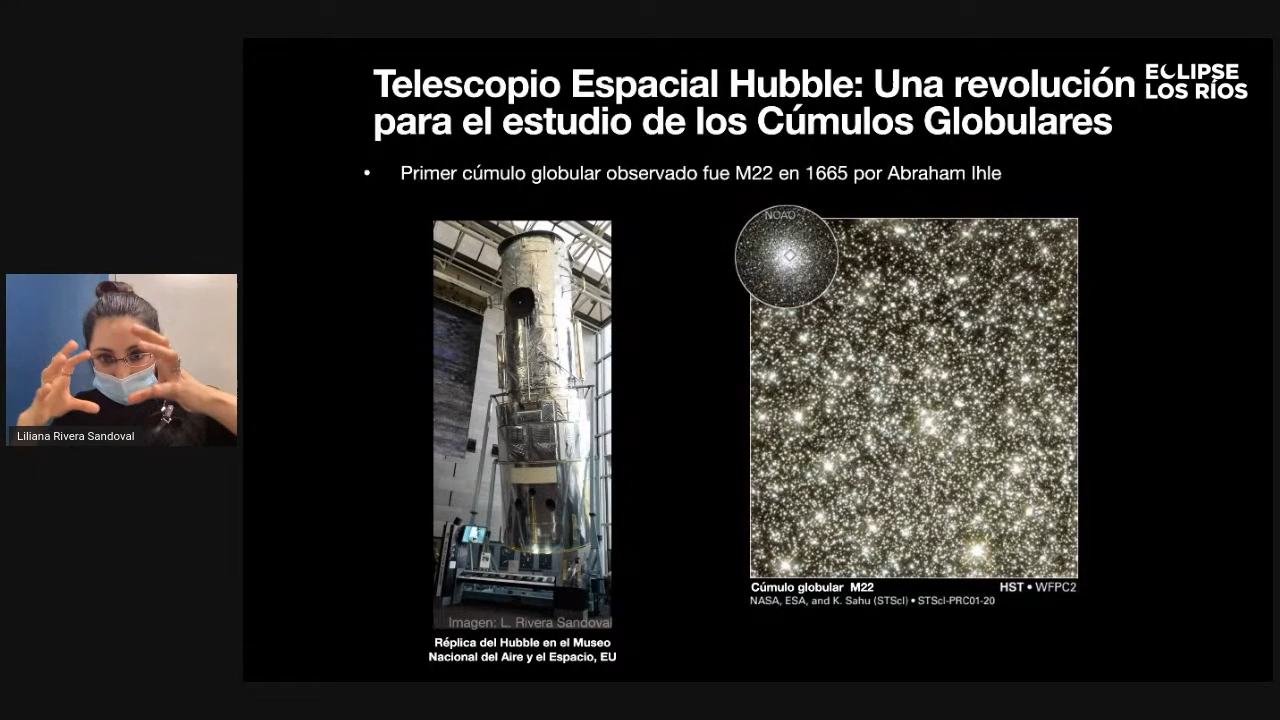 Telescopio Espacial Hubble: Una revolución
para el estudio de los Cúmulos Globulares
ECLIPSE
LOS RÍOS
• Primer cúmulo globular observado fue M22 en 1665 por Abraham Ihle
NOAO
Liliana Rivera Sandoval
Imagen: L. Rivera Sandoval
Réplica del Hubble en el Museo
Nacional del Aire y el Espacio, EU
Cúmulo globular M22
HST • WFPC2
NASA, ESA, and K. Sahu (STScI) • STScI-PRC01-20